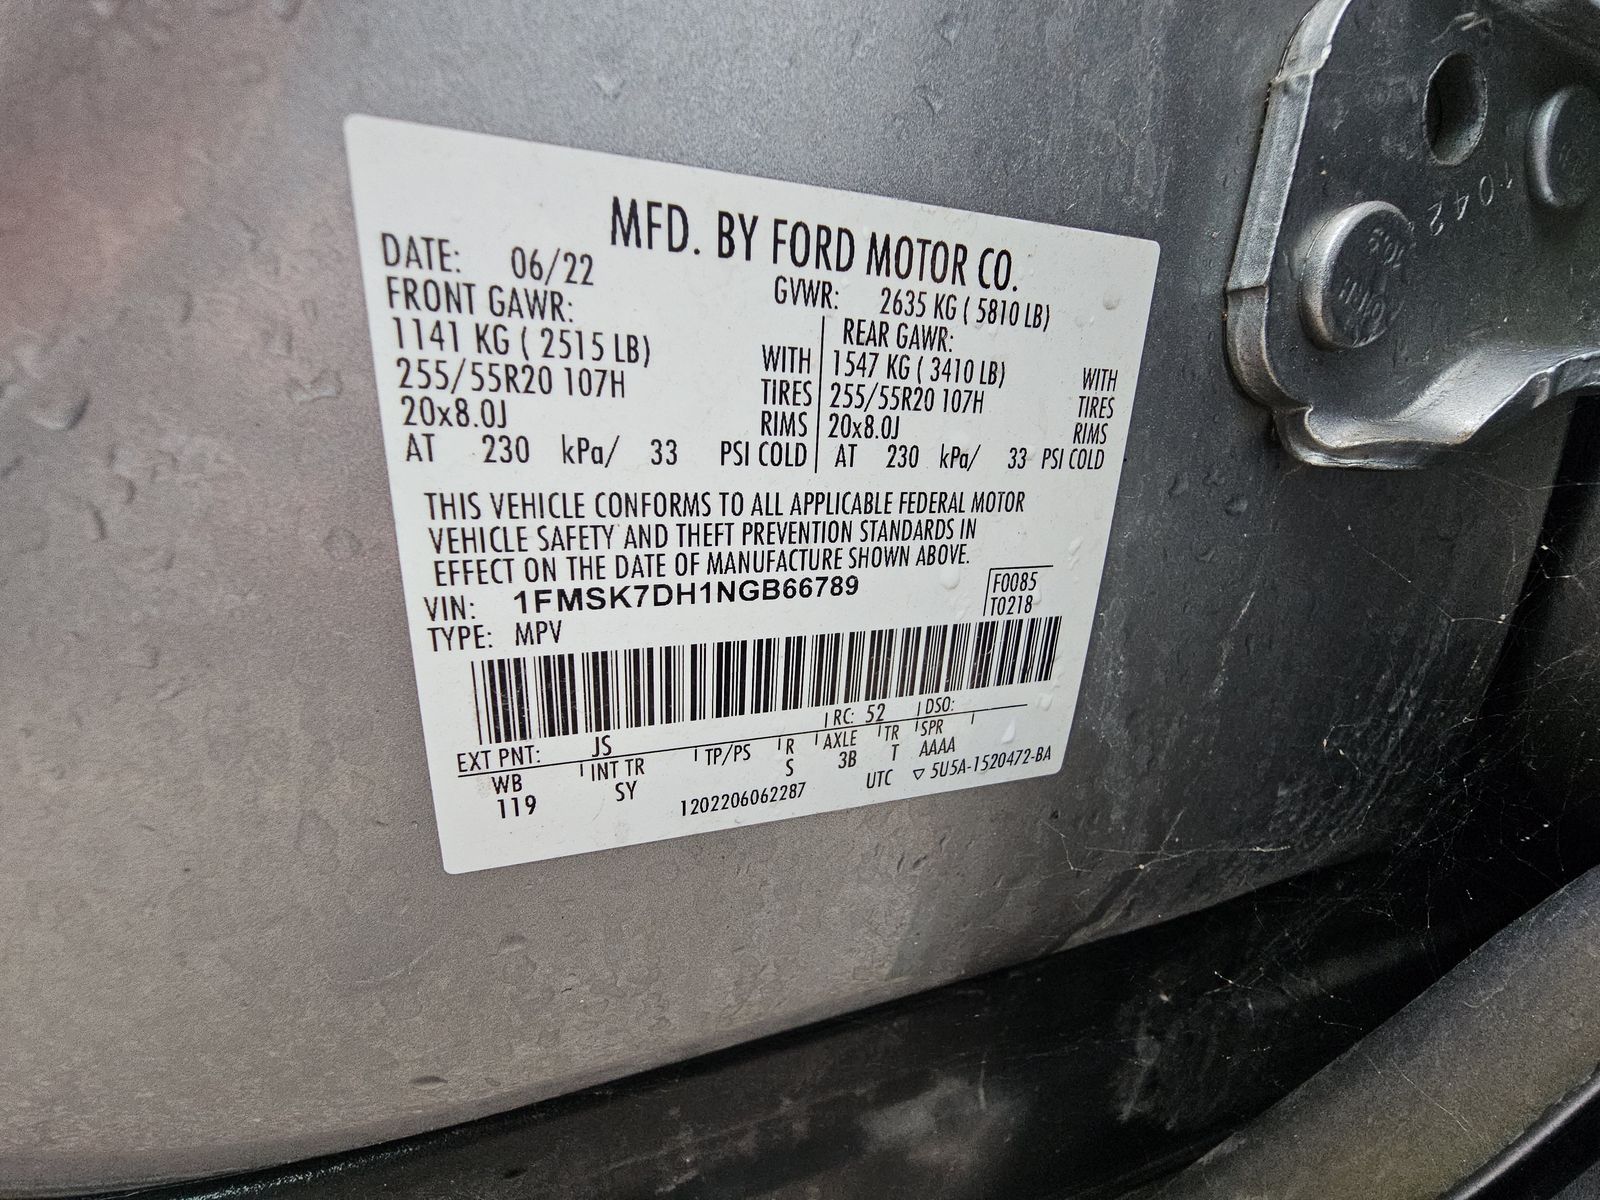 MFD. BY FORD MOTOR CO.
DATE: 06/22
GVWR: 2635 KG ( 5810 LB)
FRONT GAWR:
1141 KG ( 2515 LB) WITH
255/55R20 107H TIRES
20x8.0J RIMS
AT 230 kPa/ 33 PSI COLD
REAR GAWR:
1547 KG ( 3410 LB) WITH
255/55R20 107H TIRES
20x8.0J RIMS
AT 230 kPa/ 33 PSI COLD
THIS VEHICLE CONFORMS TO ALL APPLICABLE FEDERAL MOTOR
VEHICLE SAFETY AND THEFT PREVENTION STANDARDS IN
EFFECT ON THE DATE OF MANUFACTURE SHOWN ABOVE.
VIN: 1FMSK7DH1NGB66789
F0085
T0218
TYPE: MPV
EXT PNT: JS RC: 52 DSO:
WB INT TR TP/PS R AXLE TR SPR
119 SY S 3B T AAAA
1202206062287 UTC ▽ 5U5A-1520472-BA
1042